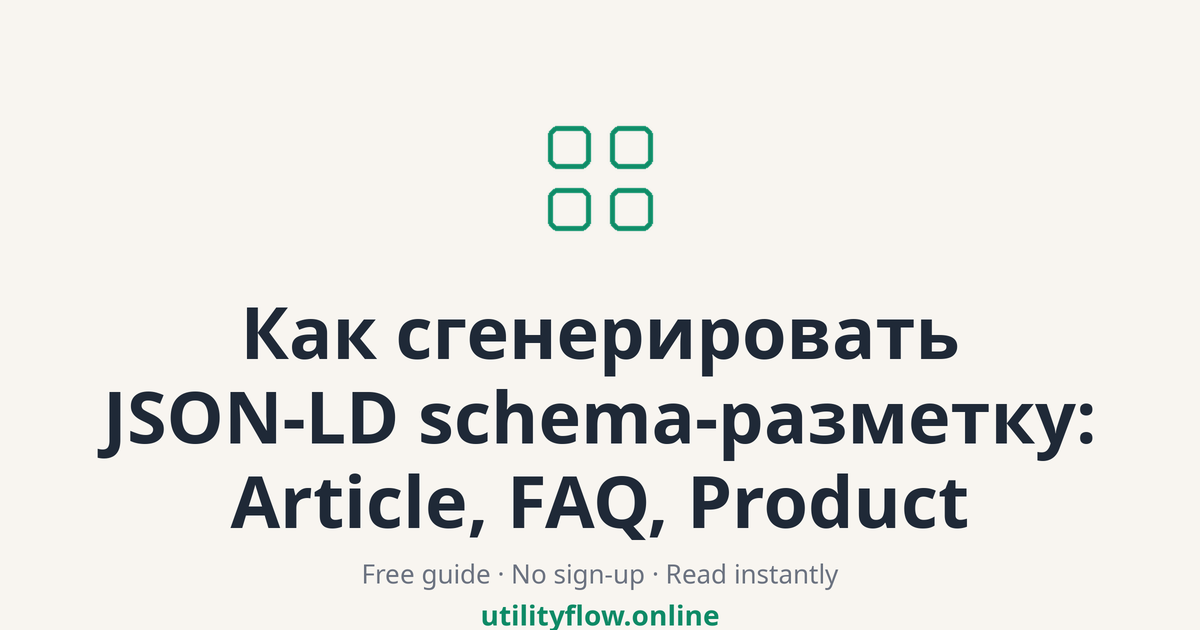 Как сгенерировать
JSON-LD schema-разметку:
Article, FAQ, Product
Free guide · No sign-up · Read instantly
utilityflow.online